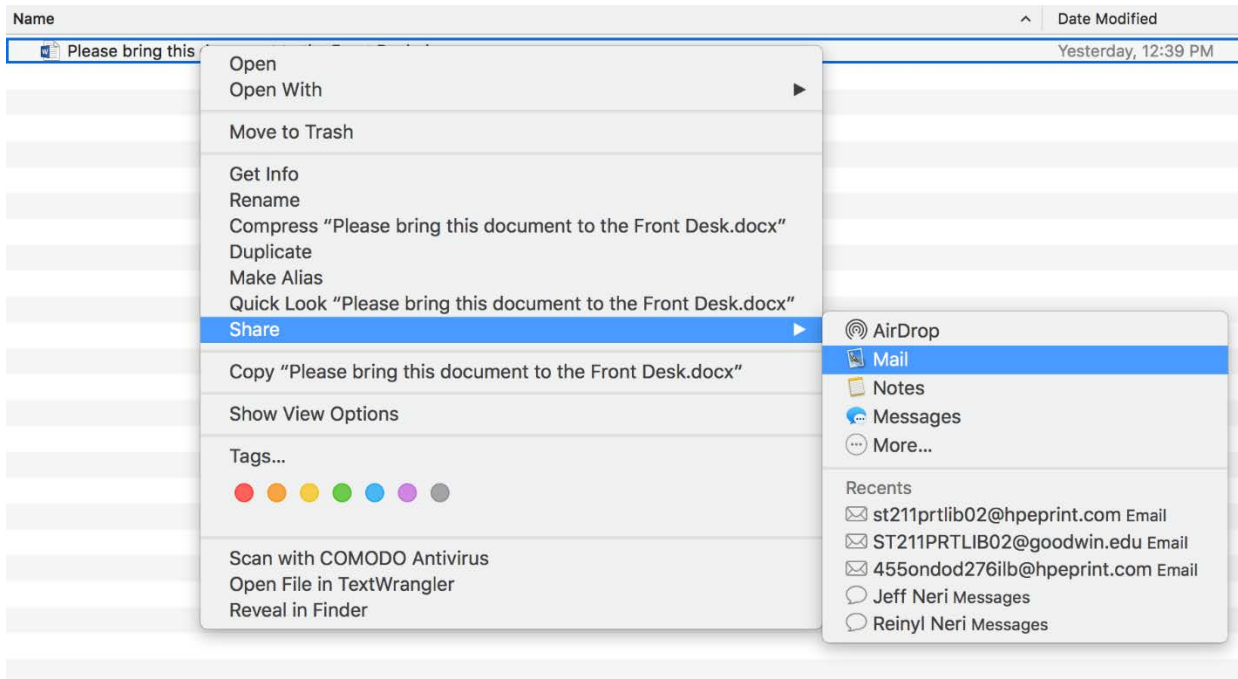 Name Date Modified
Please bring this Yesterday, 12:39 PM
Open
Open With
Move to Trash
Get Info
Rename
Compress “Please bring this document to the Front Desk.docx”
Duplicate
Make Alias
Quick Look “Please bring this document to the Front Desk.docx”
Share
Copy “Please bring this document to the Front Desk.docx”
Show View Options
Tags...
Scan with COMODO Antivirus
Open File in TextWrangler
Reveal in Finder
AirDrop
Mail
Notes
Messages
More...
Recents
st211prtlib02@hpeprint.com Email
ST211PRTLIB02@goodwin.edu Email
455ondod276ilb@hpeprint.com Email
Jeff Neri Messages
Reinyl Neri Messages